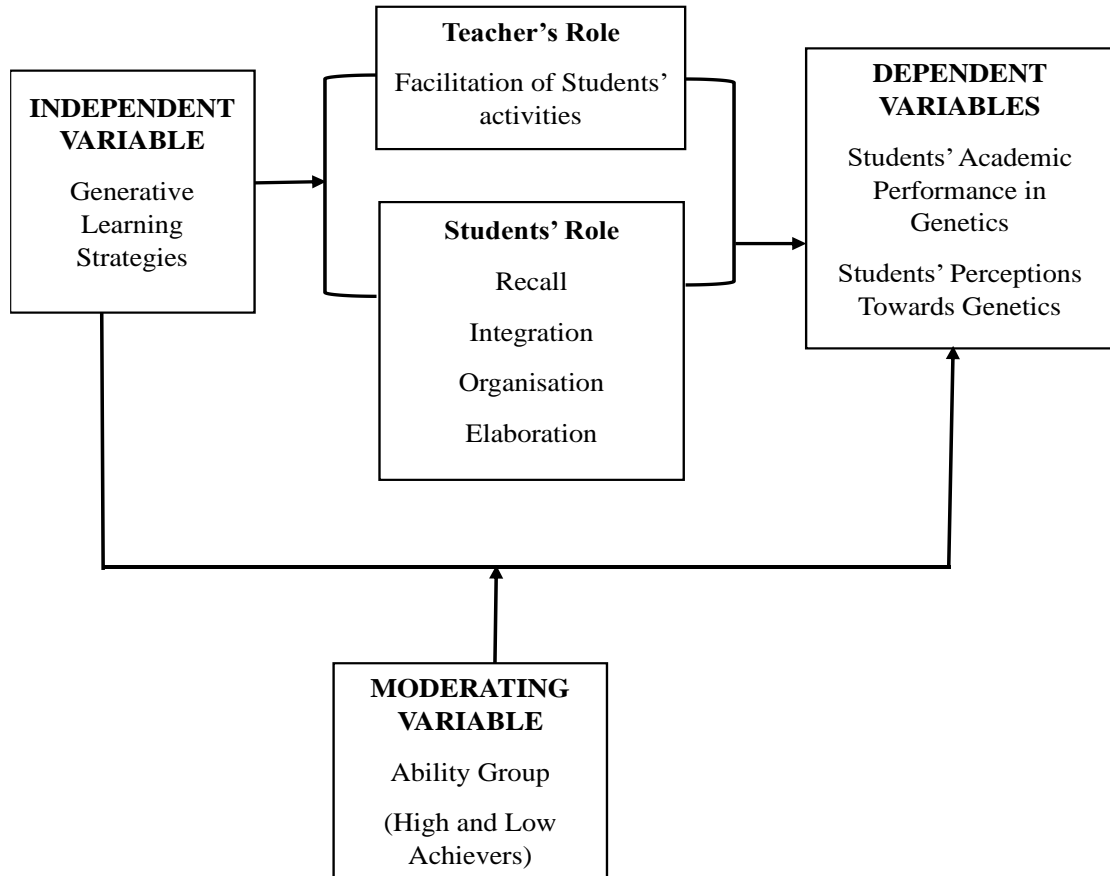 INDEPENDENT
VARIABLE
Generative
Learning
Strategies
Teacher’s Role
Facilitation of Students’
activities
Students’ Role
Recall
Integration
Organisation
Elaboration
DEPENDENT
VARIABLES
Students’ Academic
Performance in
Genetics
Students’ Perceptions
Towards Genetics
MODERATING
VARIABLE
Ability Group
(High and Low
Achievers)